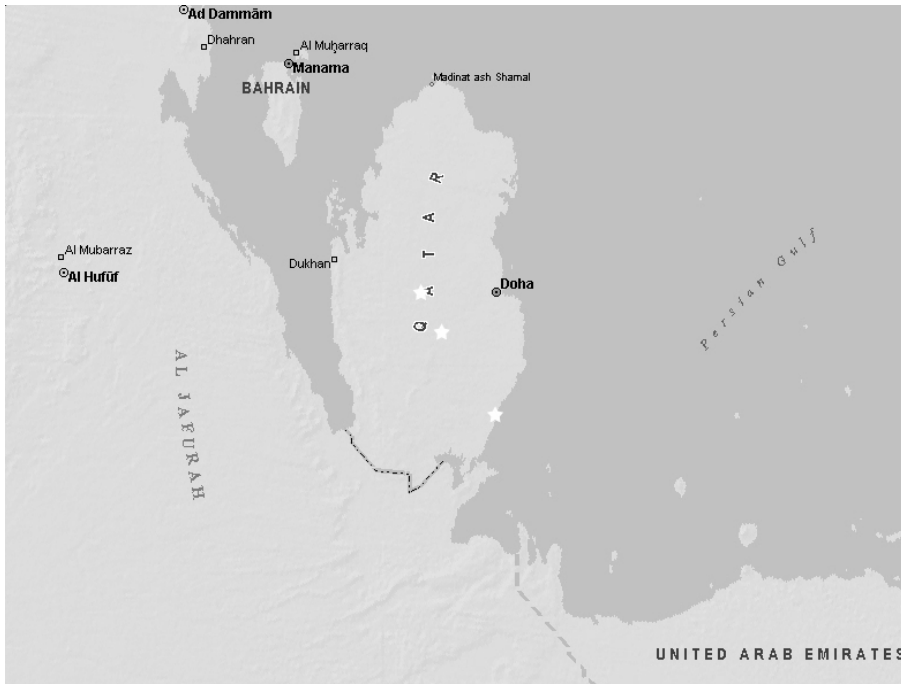 Ad Dammām
Dhahran
Al Muḩarraq
Manama
BAHRAIN
Madinat ash Shamal
QATAR
Al Mubarraz
Al Hufūf
Dukhan
Doha
Persian Gulf
AL JAFURAH
UNITED ARAB EMIRATES